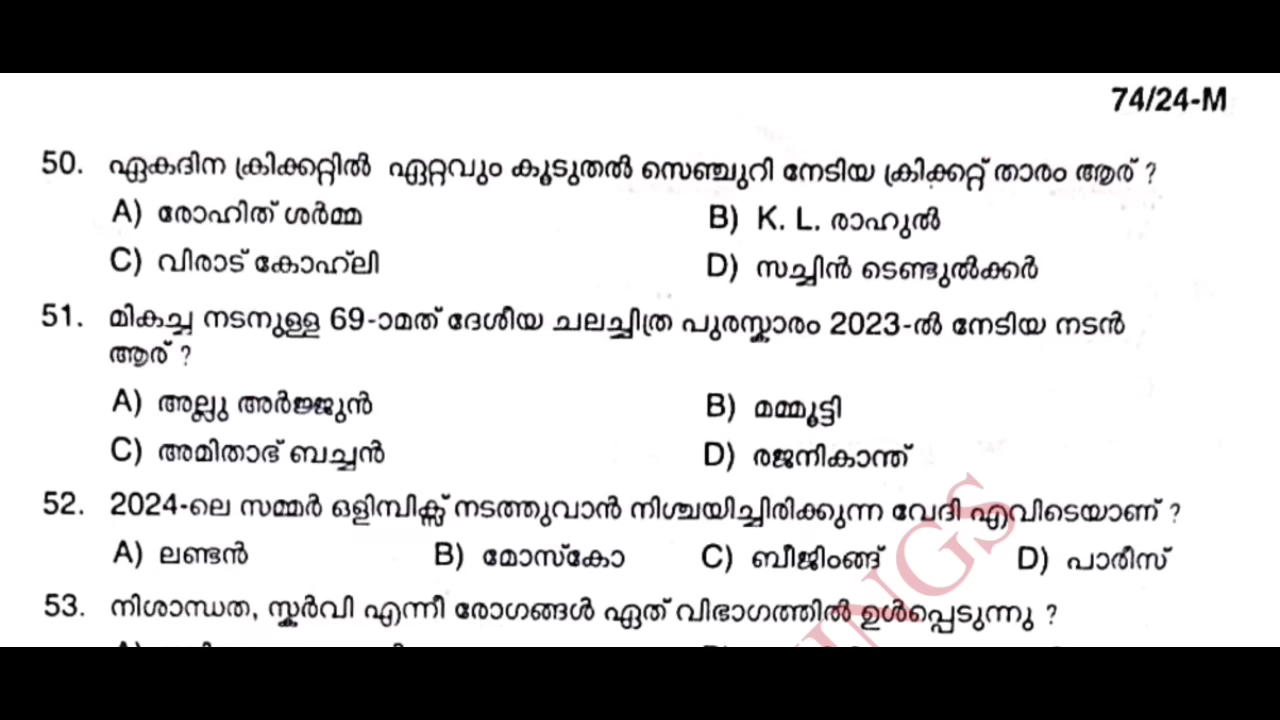 74/24-M
50. ഏകദിന ക്രിക്കറ്റിൽ ഏറ്റവും കൂടുതൽ സെഞ്ചുറി നേടിയ ക്രിക്കറ്റ് താരം ആര് ?
A) രോഹിത് ശർമ്മ B) K. L. രാഹുൽ
C) വിരാട് കോഹ്‌ലി D) സച്ചിൻ ടെണ്ടുൽക്കർ
51. മികച്ച നടനുള്ള 69-ാമത് ദേശീയ ചലച്ചിത്ര പുരസ്കാരം 2023-ൽ നേടിയ നടൻ
ആര് ?
A) അല്ലു അർജ്ജുൻ B) മമ്മൂട്ടി
C) അമിതാഭ് ബച്ചൻ D) രജനികാന്ത്
52. 2024-ലെ സമ്മർ ഒളിമ്പിക്സ് നടത്തുവാൻ നിശ്ചയിച്ചിരിക്കുന്ന വേദി എവിടെയാണ് ?
A) ലണ്ടൻ B) മോസ്കോ C) ബീജിംങ്ങ് D) പാരീസ്
53. നിശാന്ധത, സ്കർവി എന്നീ രോഗങ്ങൾ ഏത് വിഭാഗത്തിൽ ഉൾപ്പെടുന്നു ?